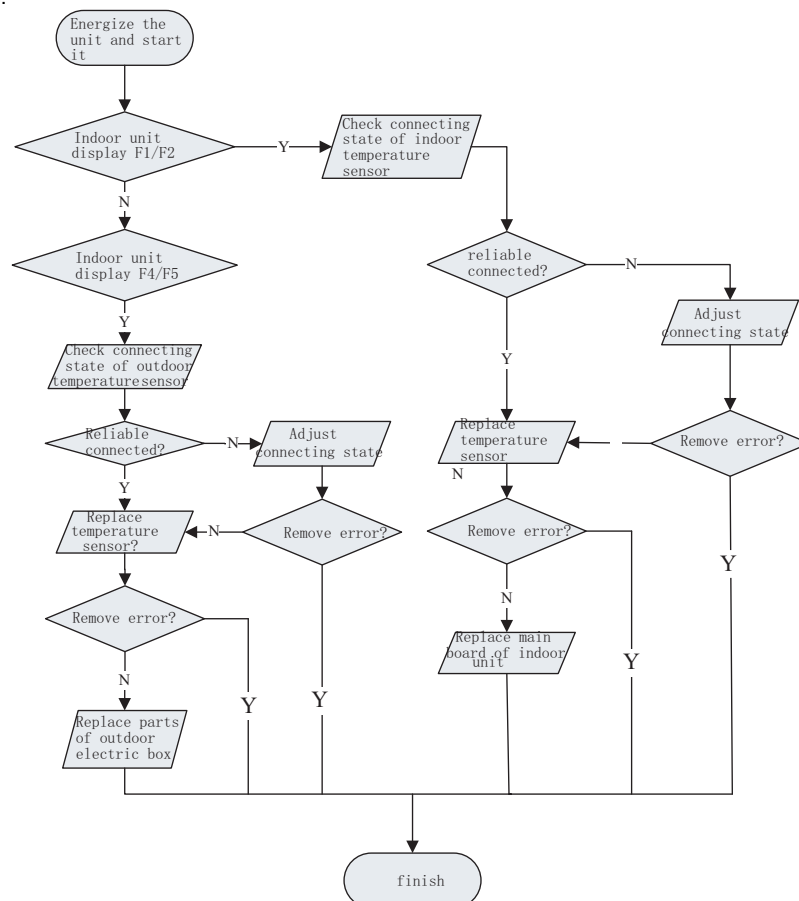 Energize the
unit and start
it
Indoor unit
display F1/F2
Y
Check connecting
state of indoor
temperature
sensor
N
Indoor unit
display F4/F5
reliable
connected?
N
Adjust
connecting state
Y
Check connecting
state of outdoor
temperature sensor
Y
Reliable
connected?
N
Adjust
connecting state
Replace
temperature
sensor
Remove error?
N
Y
Replace
temperature
sensor?
N
Remove error?
Remove error?
Y
Remove error?
N
Replace main
board of indoor
unit
Y
N
Y
Y
Replace parts
of outdoor
electric box
finish